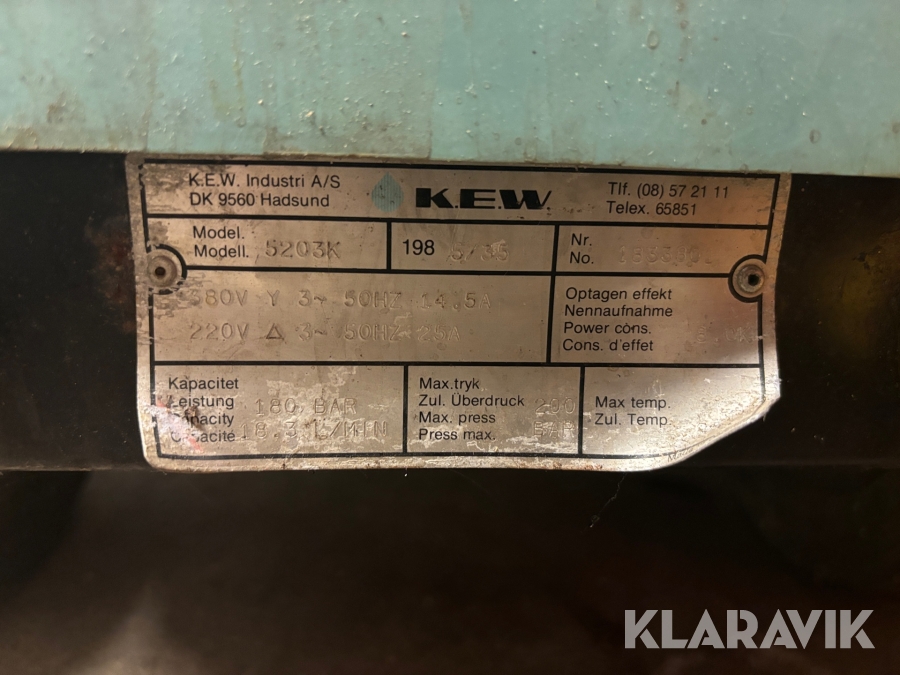 K.E.W. Industri A/S
DK 9560 Hadsund
K.E.W.
Tlf. (08) 57 21 11
Telex. 65851
Model.
Modell. 5203K
198
Nr.
No.
380V Y 3~ 50HZ 14.5A
220V Δ 3~ 50HZ 25A
Optagen effekt
Nennaufnahme
Power cons.
Cons. d'effet
Kapacitet
Leistung
Capacity
Capacite
180 BAR
18.3 L/MIN
Max.tryk
Zul. Überdruck 200
Max. press
Press max. BAR
Max temp.
Zul. Temp.
KLARAVIK